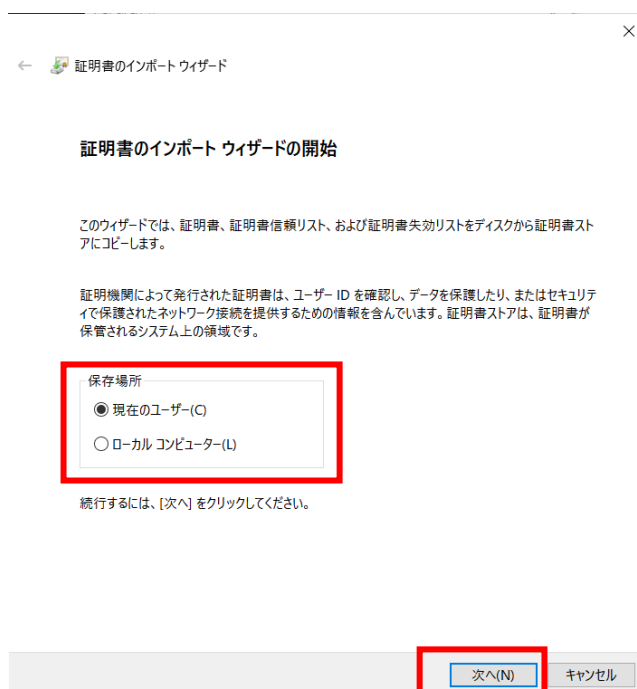 証明書のインポート ウィザード
証明書のインポート ウィザードの開始
このウィザードでは、証明書、証明書信頼リスト、および証明書失効リストをディスクから証明書スト
アにコピーします。
証明機関によって発行された証明書は、ユーザー ID を確認し、データを保護したり、またはセキュリテ
ィで保護されたネットワーク接続を提供するための情報を含んでいます。証明書ストアは、証明書が
保管されるシステム上の領域です。
保存場所
現在のユーザー(C)
ローカル コンピューター(L)
続行するには、[次へ] をクリックしてください。
次へ(N)
キャンセル